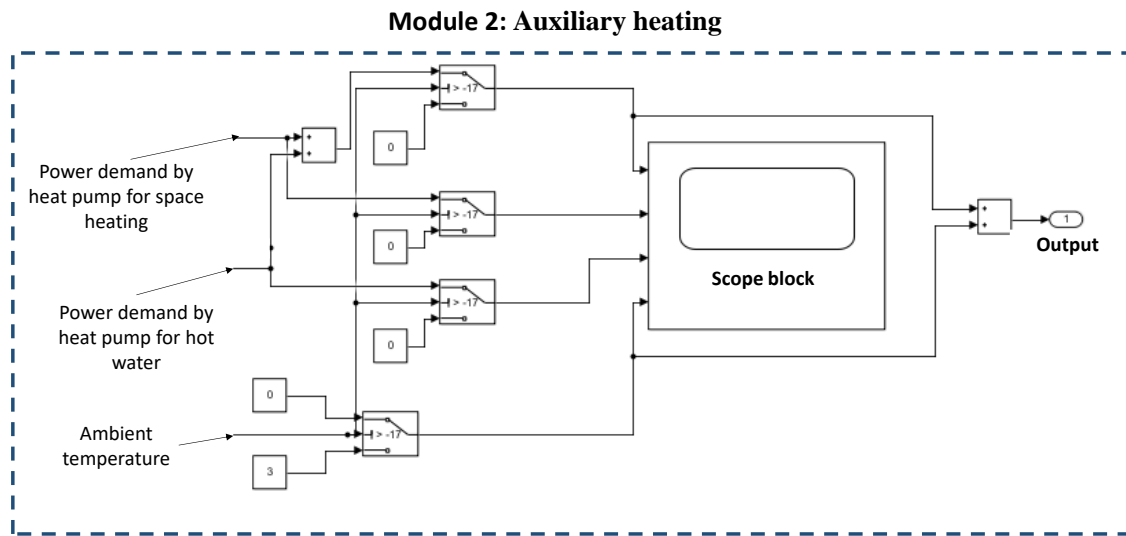 Module 2: Auxiliary heating
> -17
0
+
+
Power demand by
heat pump for space
heating
> -17
0
+
+
1
Output
Scope block
> -17
0
Power demand by
heat pump for hot
water
0
> -17
Ambient
temperature
3